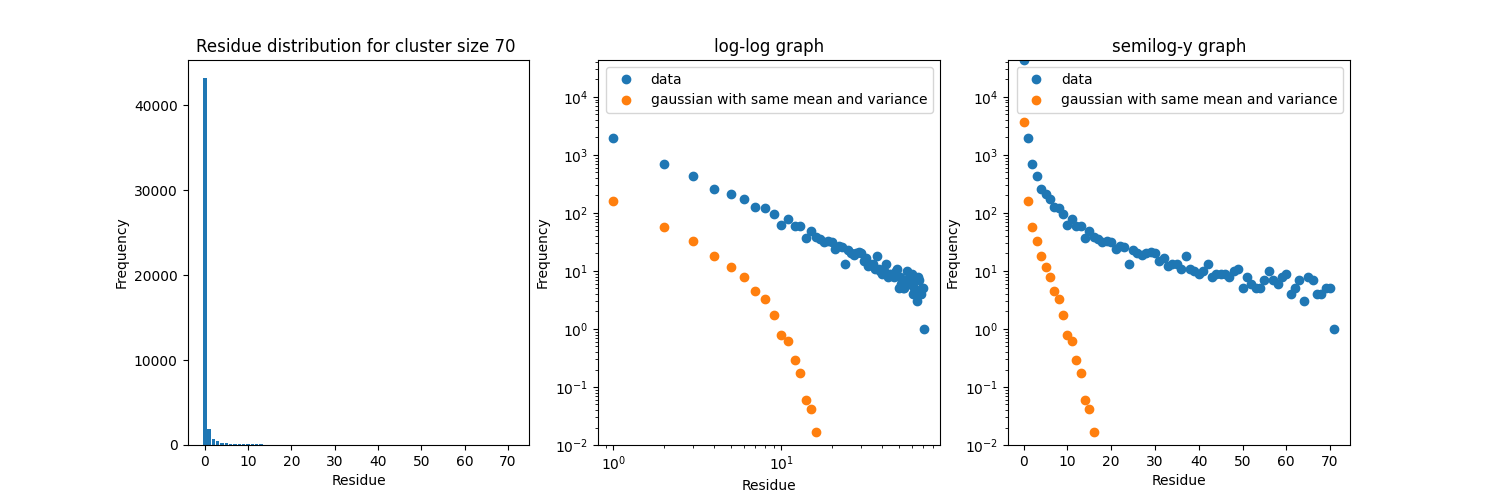 Residue distribution for cluster size 70
Frequency
40000
30000
20000
10000
0
0 10 20 30 40 50 60 70
Residue
log-log graph
data
gaussian with same mean and variance
Frequency
10^4
10^3
10^2
10^1
10^0
10^-1
10^-2
10^0 10^1
Residue
semilog-y graph
data
gaussian with same mean and variance
Frequency
10^4
10^3
10^2
10^1
10^0
10^-1
10^-2
0 10 20 30 40 50 60 70
Residue